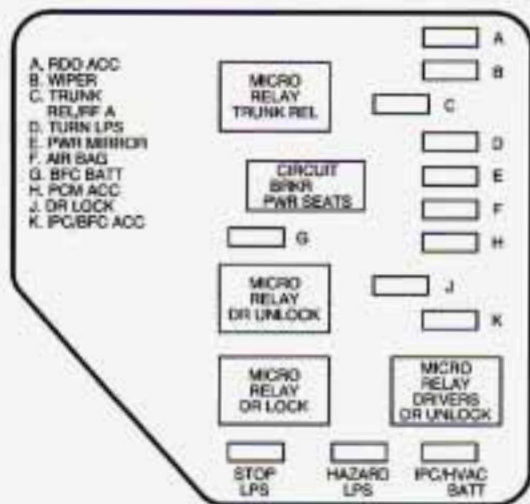 A. RDO ACC
B. WIPER
C. TRUNK
REL/RF A
D. TURN LPS
E. PWR MIRROR
F. AIR BAG
G. BFC BATT
H. PCM ACC
J. DR LOCK
K. IPC/BFC ACC
MICRO
RELAY
TRUNK REL
A
B
C
CIRCUIT
BRKR
PWR SEATS
D
E
F
G
H
MICRO
RELAY
DR UNLOCK
J
K
MICRO
RELAY
DR LOCK
MICRO
RELAY
DRIVERS
DR UNLOCK
STOP
LPS
HAZARD
LPS
IPC/HVAC
BATT